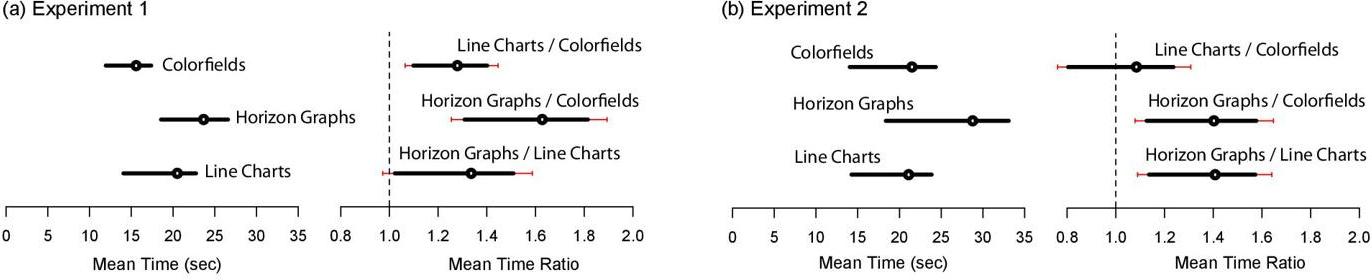 (a) Experiment 1
Line Charts / Colorfields
Colorfields
Horizon Graphs / Colorfields
Horizon Graphs
Horizon Graphs / Line Charts
Line Charts
0 5 10 15 20 25 30 35
0.8 1.0 1.2 1.4 1.6 1.8 2.0
Mean Time (sec)
Mean Time Ratio
(b) Experiment 2
Colorfields
Line Charts / Colorfields
Horizon Graphs
Horizon Graphs / Colorfields
Line Charts
Horizon Graphs / Line Charts
0 5 10 15 20 25 30 35
0.8 1.0 1.2 1.4 1.6 1.8 2.0
Mean Time (sec)
Mean Time Ratio